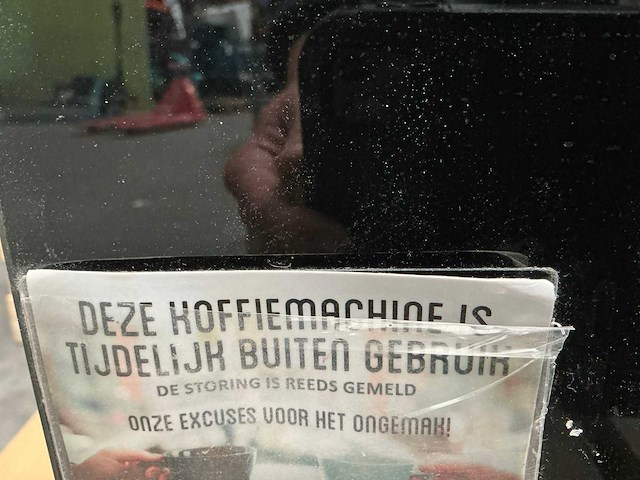 DEZE KOFFIEMACHINE IS
TIJDELIJK BUITEN GEBRUIK
DE STORING IS REEDS GEMELD
ONZE EXCUSES VOOR HET ONGEMAK!